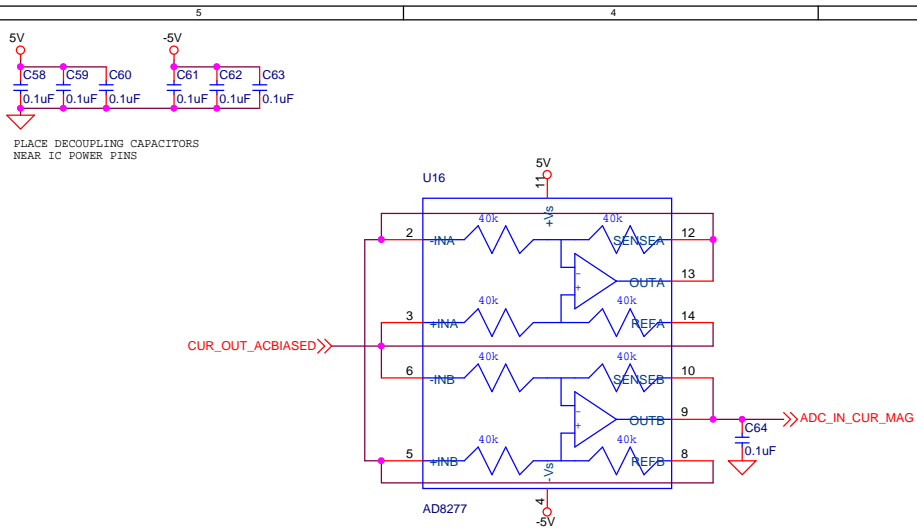 5 4
5V -5V
C58 C59 C60 C61 C62 C63
0.1uF 0.1uF 0.1uF 0.1uF 0.1uF 0.1uF
PLACE DECOUPLING CAPACITORS
NEAR IC POWER PINS
5V
U16
11
+Vs
40k 40k
2 -INA SENSEA 12
-
+
OUTA 13
40k 40k
3 +INA REFA 14
CUR_OUT_ACBIASED
40k 40k
6 -INB SENSEB 10
-
+
OUTB 9
ADC_IN_CUR_MAG
C64
0.1uF
40k 40k
5 +INB REFB 8
-Vs
4
AD8277
-5V